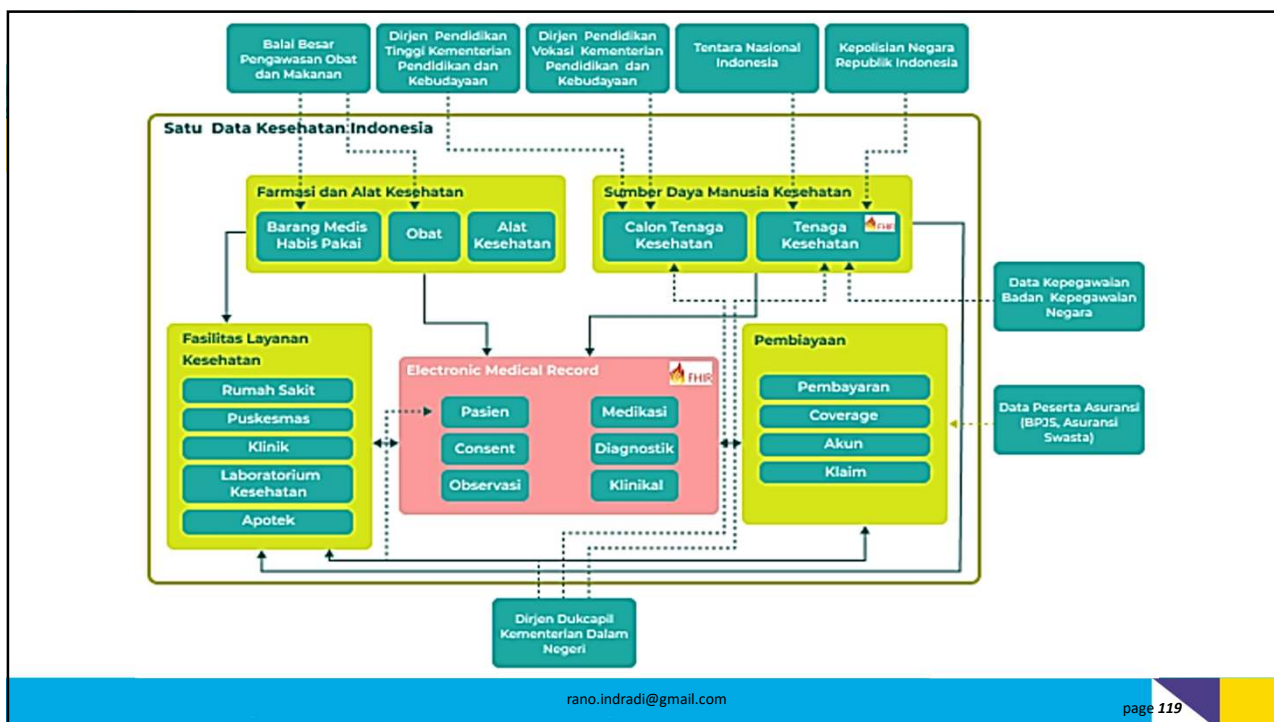 Balai Besar
Pengawasan Obat
dan Makanan
Dirjen Pendidikan
Tinggi Kementerian
Pendidikan dan
Kebudayaan
Dirjen Pendidikan
Vokasi Kementerian
Pendidikan dan
Kebudayaan
Tentara Nasional
Indonesia
Kepolisian Negara
Republik Indonesia
Satu Data Kesehatan Indonesia
Farmasi dan Alat Kesehatan
Barang Medis
Habis Pakai
Obat
Alat
Kesehatan
Sumber Daya Manusia Kesehatan
Calon Tenaga
Kesehatan
Tenaga
Kesehatan
FHIR
Data Kepegawaian
Badan Kepegawaian
Negara
Fasilitas Layanan
Kesehatan
Rumah Sakit
Puskesmas
Klinik
Laboratorium
Kesehatan
Apotek
Electronic Medical Record
FHIR
Pasien
Medikasi
Consent
Diagnostik
Observasi
Klinikal
Pembiayaan
Pembayaran
Coverage
Akun
Klaim
Data Peserta Asuransi
(BPJS, Asuransi
Swasta)
Dirjen Dukcapil
Kementerian Dalam
Negeri
rano.indradi@gmail.com
page 119